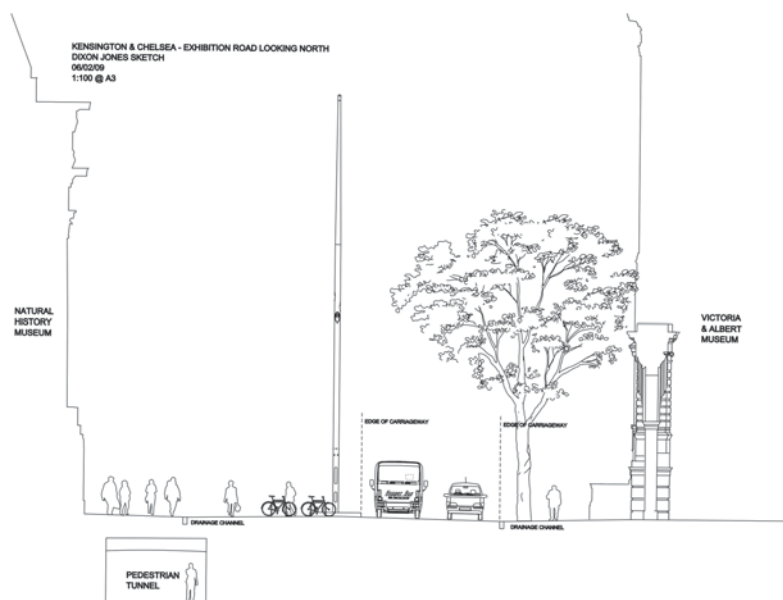 KENSINGTON & CHELSEA - EXHIBITION ROAD LOOKING NORTH
DIXON JONES SKETCH
06/02/09
1:100 @ A3
NATURAL
HISTORY
MUSEUM
VICTORIA
& ALBERT
MUSEUM
EDGE OF CARRIAGEWAY
EDGE OF CARRIAGEWAY
DRAINAGE CHANNEL
DRAINAGE CHANNEL
PEDESTRIAN
TUNNEL